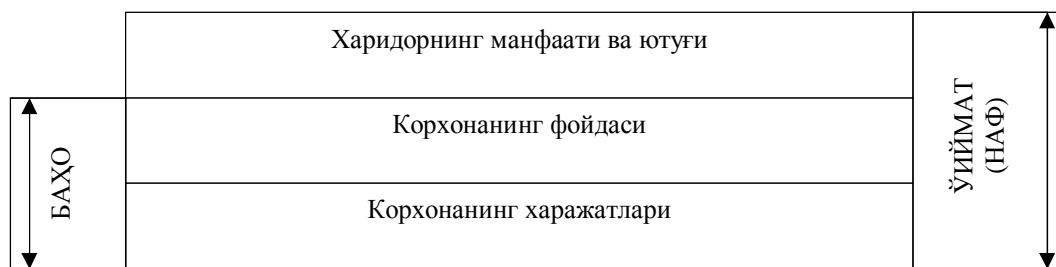 Харидорнинг манфаати ва ютуғи
Корхонанинг фойдаси
Корхонанинг харажатлари
БАҲО
ЎИЙМАТ
(НАФ)